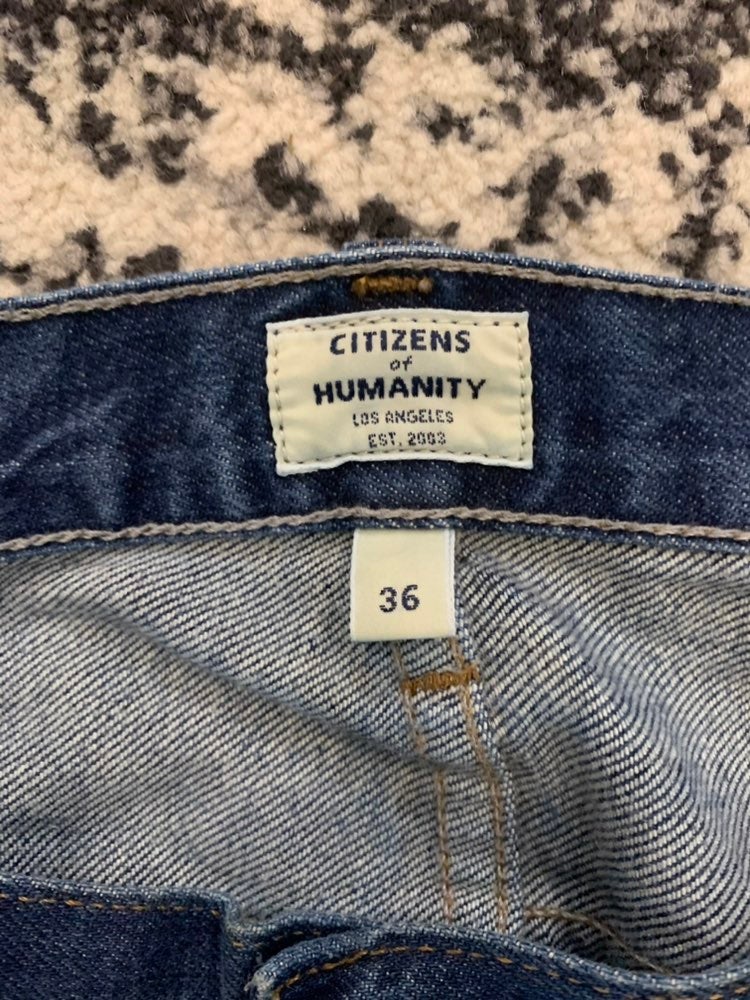 CITIZENS
of
HUMANITY
LOS ANGELES
EST. 2003
36